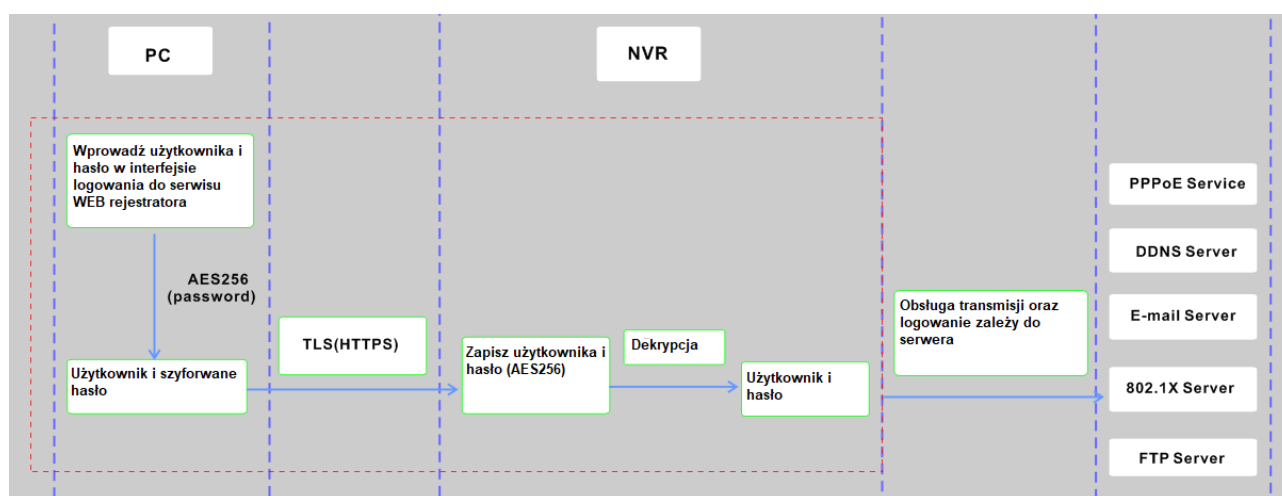 PC
NVR
Wprowadź użytkownika i
hasło w interfejsie
logowania do serwisu
WEB rejestratora
AES256
(password)
Użytkownik i szyforwane
hasło
TLS(HTTPS)
Zapisz użytkownika i
hasło (AES256)
Dekrypcja
Użytkownik i
hasło
Obsługa transmisji oraz
logowanie zależy do
serwera
PPPoE Service
DDNS Server
E-mail Server
802.1X Server
FTP Server